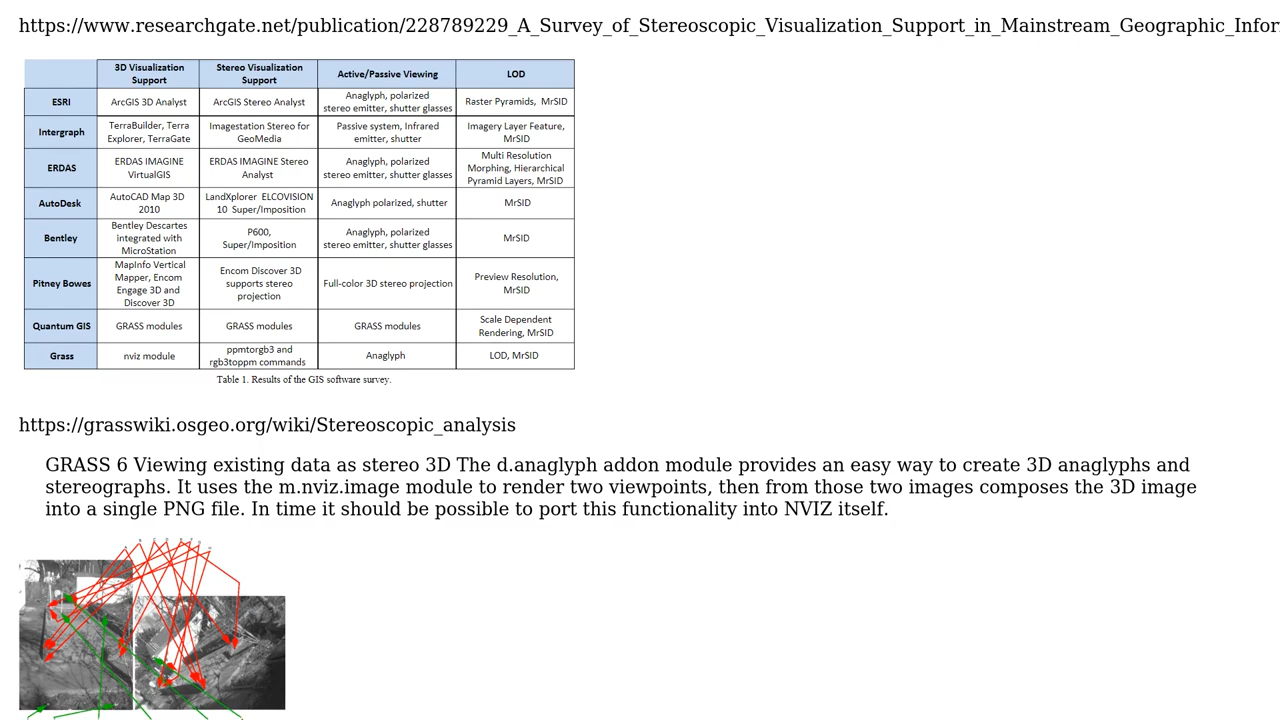 https://www.researchgate.net/publication/228789229_A_Survey_of_Stereoscopic_Visualization_Support_in_Mainstream_Geographic_Infor
3D Visualization Support
Stereo Visualization Support
Active/Passive Viewing
LOD
ESRI
ArcGIS 3D Analyst
ArcGIS Stereo Analyst
Anaglyph, polarized
stereo emitter, shutter glasses
Raster Pyramids, MrSID
Intergraph
TerraBuilder, Terra
Explorer, TerraGate
Imagestation Stereo for
GeoMedia
Passive system, Infrared
emitter, shutter
Imagery Layer Feature,
MrSID
ERDAS
ERDAS IMAGINE
VirtualGIS
ERDAS IMAGINE Stereo
Analyst
Anaglyph, polarized
stereo emitter, shutter glasses
Multi Resolution
Morphing, Hierarchical
Pyramid Layers, MrSID
AutoDesk
AutoCAD Map 3D
2010
LandXplorer ELCOVISION
10 Super/Imposition
Anaglyph polarized, shutter
MrSID
Bentley
Bentley Descartes
integrated with
MicroStation
P600,
Super/Imposition
Anaglyph, polarized
stereo emitter, shutter glasses
MrSID
Pitney Bowes
MapInfo Vertical
Mapper, Encom
Engage 3D and
Discover 3D
Encom Discover 3D
supports stereo
projection
Full-color 3D stereo projection
Preview Resolution,
MrSID
Quantum GIS
GRASS modules
GRASS modules
GRASS modules
Scale Dependent
Rendering, MrSID
Grass
nviz module
ppmtorgb3 and
rgb3toppm commands
Anaglyph
LOD, MrSID
Table 1. Results of the GIS software survey.
https://grasswiki.osgeo.org/wiki/Stereoscopic_analysis
GRASS 6 Viewing existing data as stereo 3D The d.anaglyph addon module provides an easy way to create 3D anaglyphs and
stereographs. It uses the m.nviz.image module to render two viewpoints, then from those two images composes the 3D image
into a single PNG file. In time it should be possible to port this functionality into NVIZ itself.